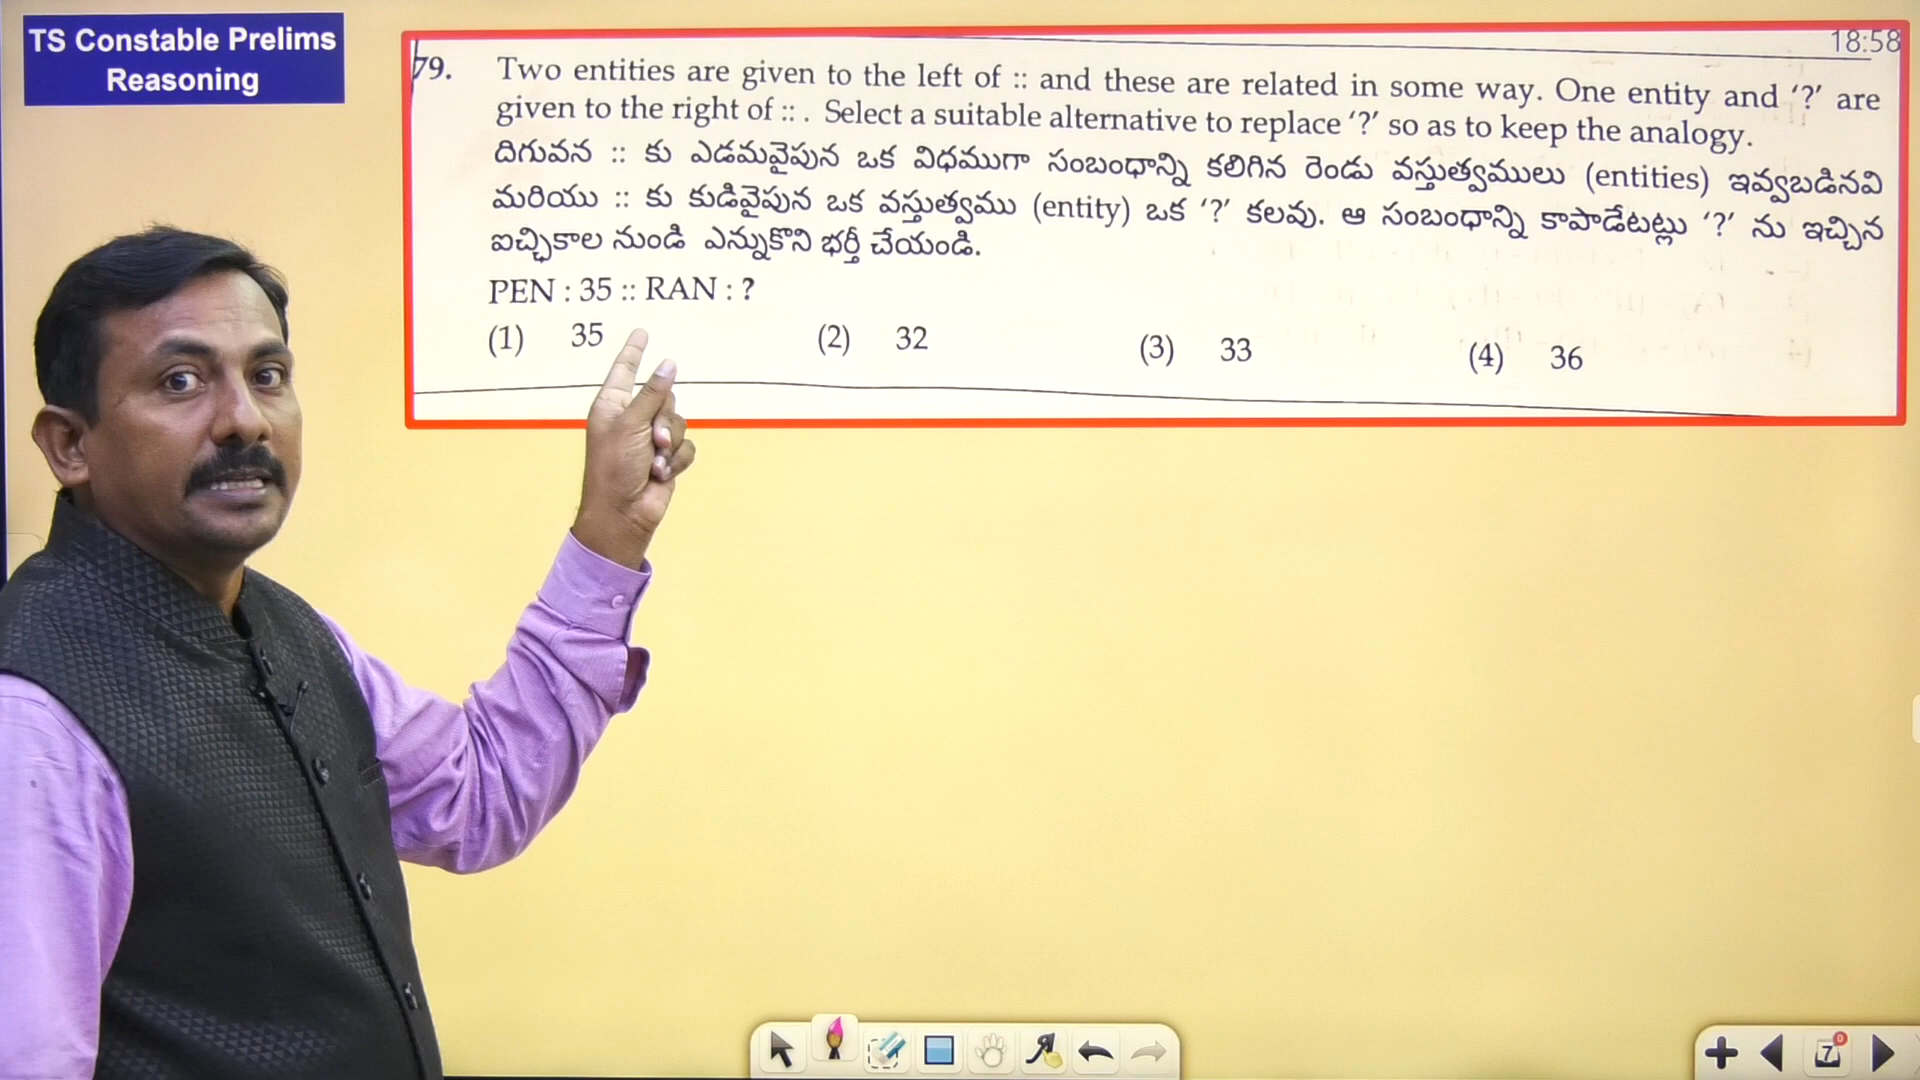 TS Constable Prelims
Reasoning
18:58
79. Two entities are given to the left of :: and these are related in some way. One entity and '?' are
given to the right of :: . Select a suitable alternative to replace '?' so as to keep the analogy.
దిగువన :: కు ఎడమవైపున ఒక విధముగా సంబంధాన్ని కలిగిన రెండు వస్తుత్వములు (entities) ఇవ్వబడినవి
మరియు :: కు కుడివైపున ఒక వస్తుత్వము (entity) ఒక '?' కలవు. ఆ సంబంధాన్ని కాపాడేటట్లు '?' ను ఇచ్చిన
ఐచ్ఛికాల నుండి ఎన్నుకొని భర్తీ చేయండి.
PEN : 35 :: RAN : ?
(1) 35 (2) 32 (3) 33 (4) 36
7 0